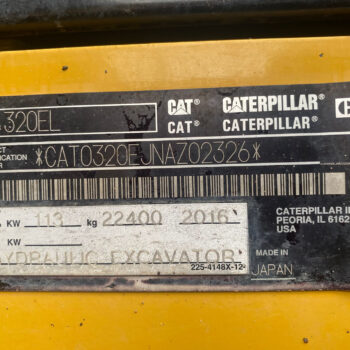 320EL
CAT® CATERPILLAR®
CAT® CATERPILLAR®
*CAT0320EJNAZ02326*
KW 113 kg 22400 2016
KW
HYDRAULIC EXCAVATOR
225-4148X-12
CATERPILLAR I
PEORIA, IL 6162
MADE IN
JAPAN